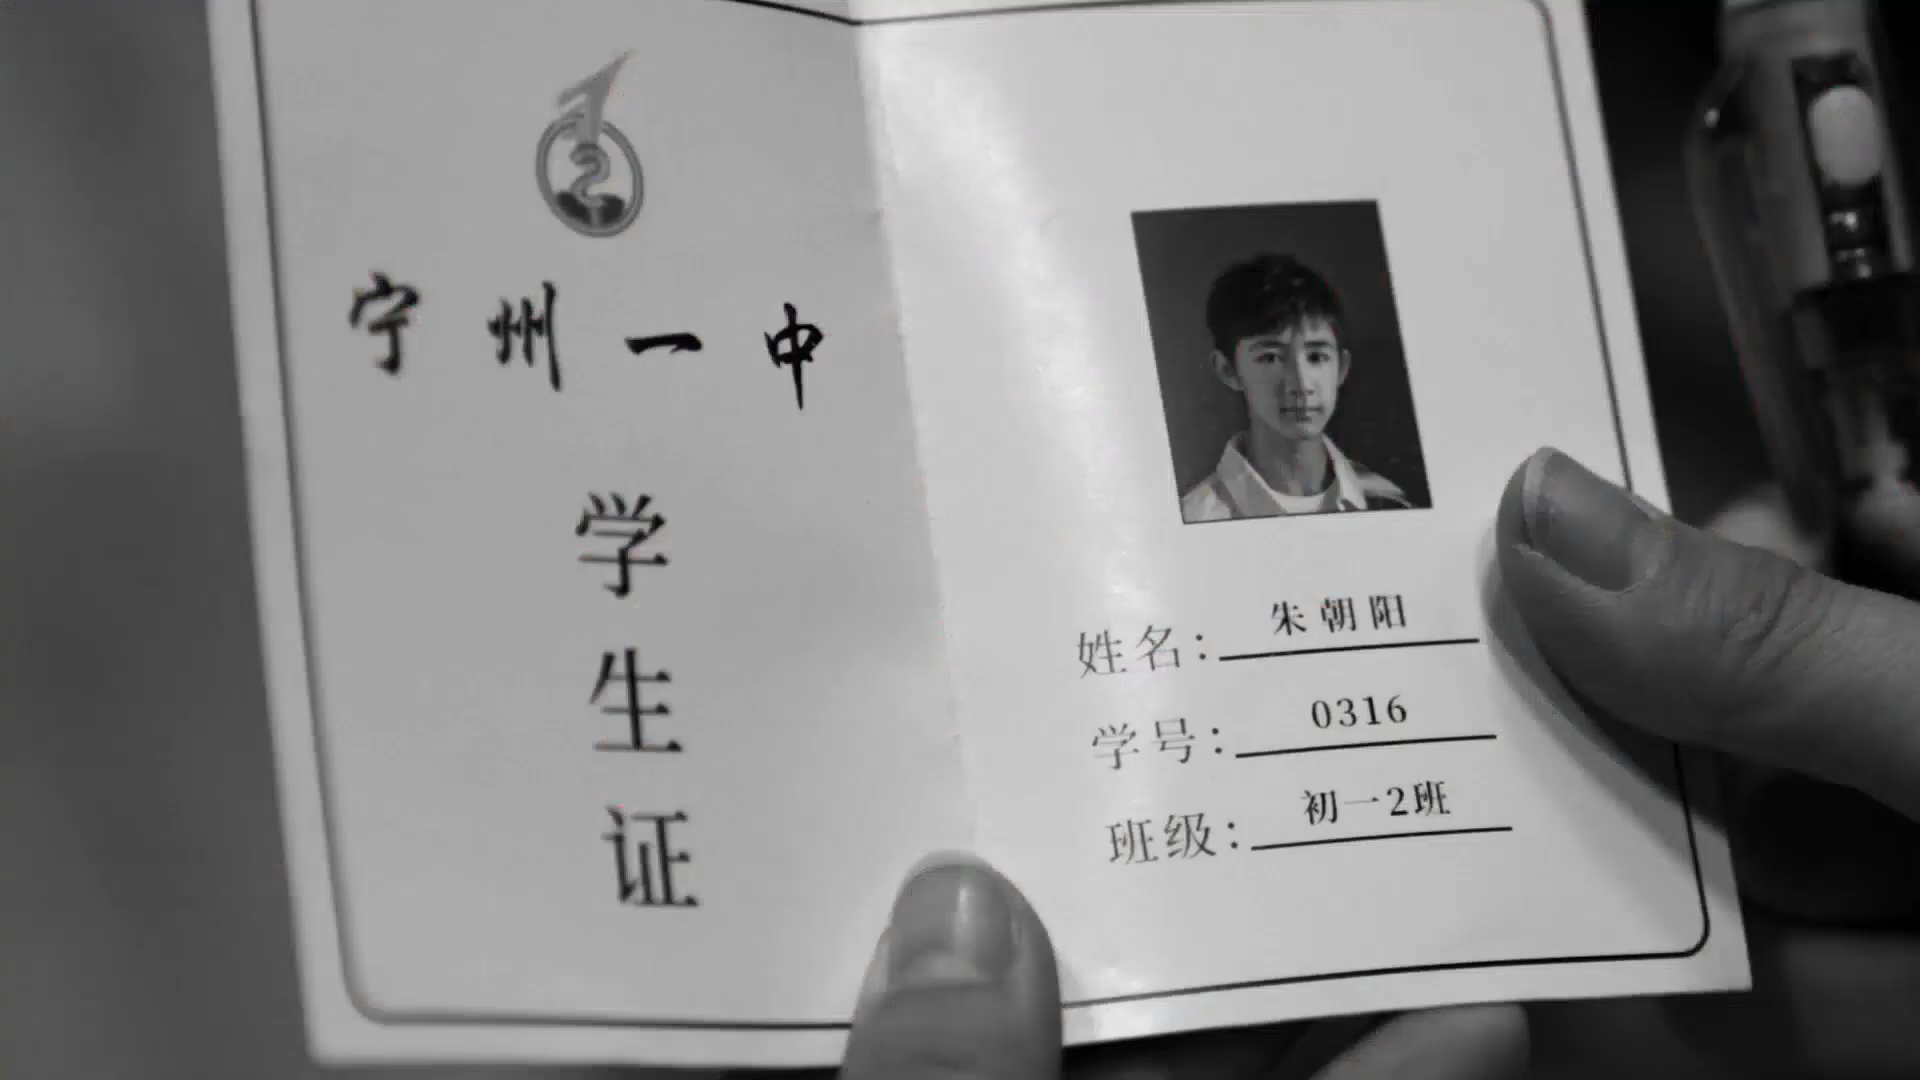 宁州一中
学
生
证
姓名：朱朝阳
学号：0316
班级：初一2班